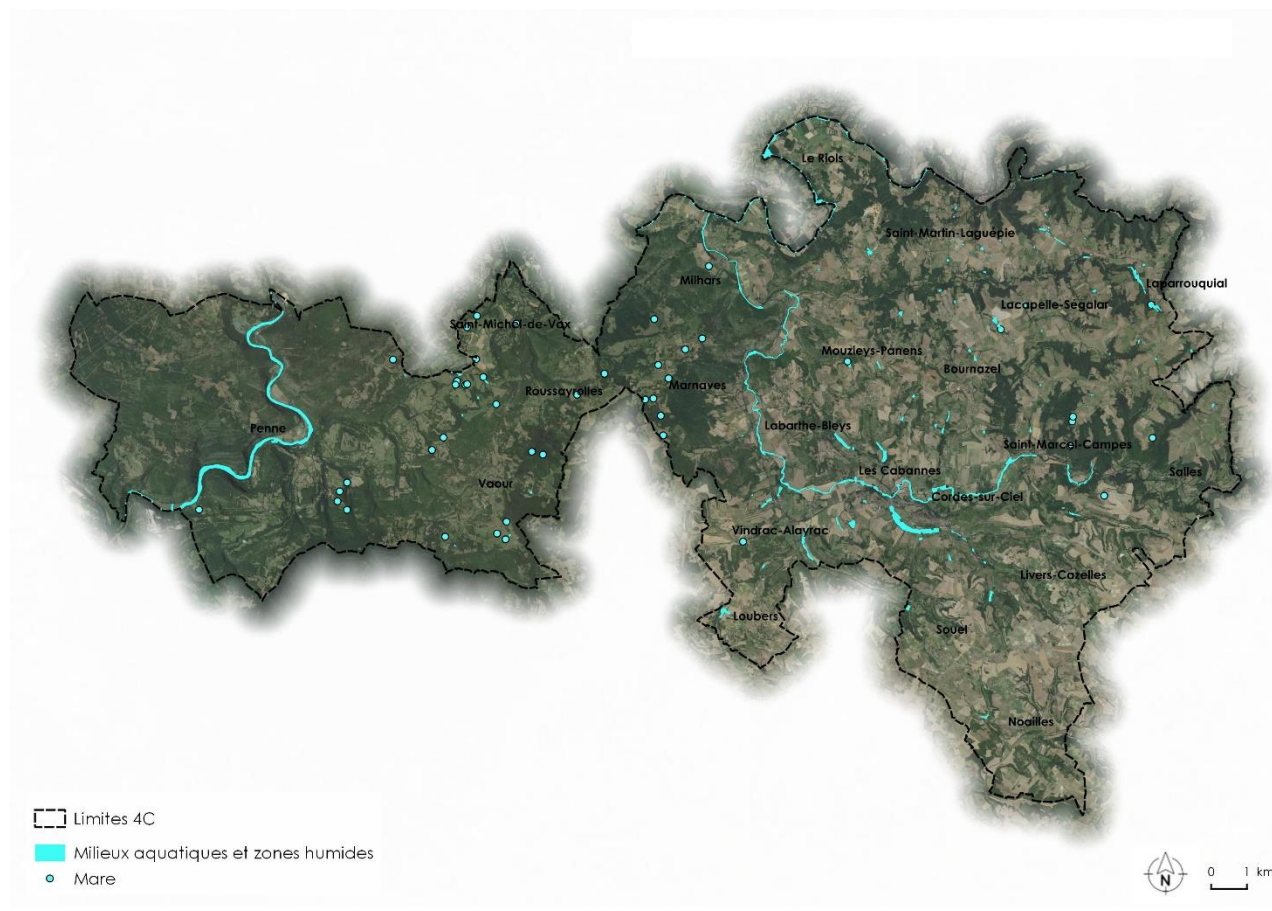 Le Riols
Saint-Martin-Laguépie
Milhars
Laparrouquial
Lacapelle-Ségalar
Saint-Michel-de-Vax
Mouzieys-Panens
Bournazel
Roussayrolles
Marnaves
Penne
Labarthe-Bleys
Saint-Marcel-Campes
Les Cabannes
Salles
Vaour
Cordes-sur-Ciel
Vindrac-Alayrac
Livers-Cazelles
Loubers
Souel
Noailles
Limites 4C
Milieux aquatiques et zones humides
Mare
N
0 1 km